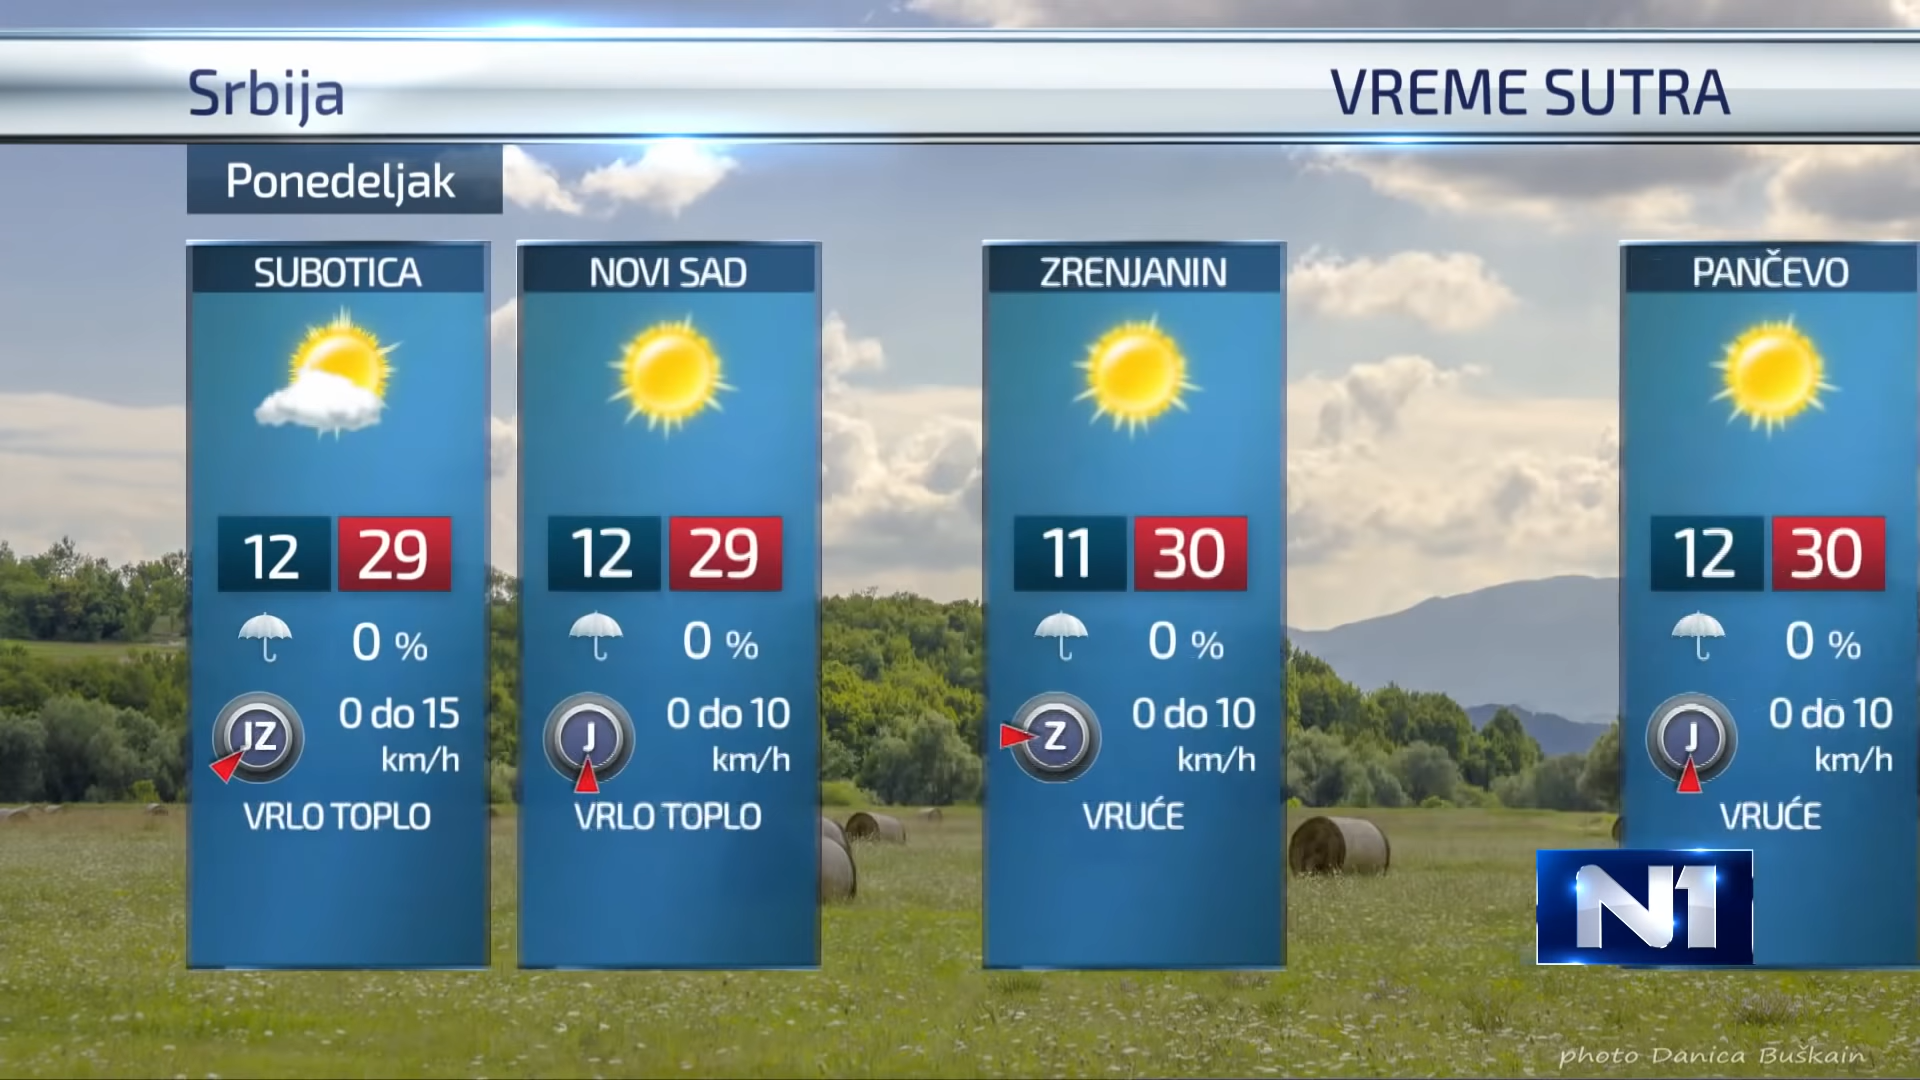 Srbija
VREME SUTRA
Ponedeljak
SUBOTICA
12 29
0 %
JZ
0 do 15
km/h
VRLO TOPLO
NOVI SAD
12 29
0 %
J
0 do 10
km/h
VRLO TOPLO
ZRENJANIN
11 30
0 %
Z
0 do 10
km/h
VRUĆE
PANČEVO
12 30
0 %
J
0 do 10
km/h
VRUĆE
N1
photo Danica Buškain